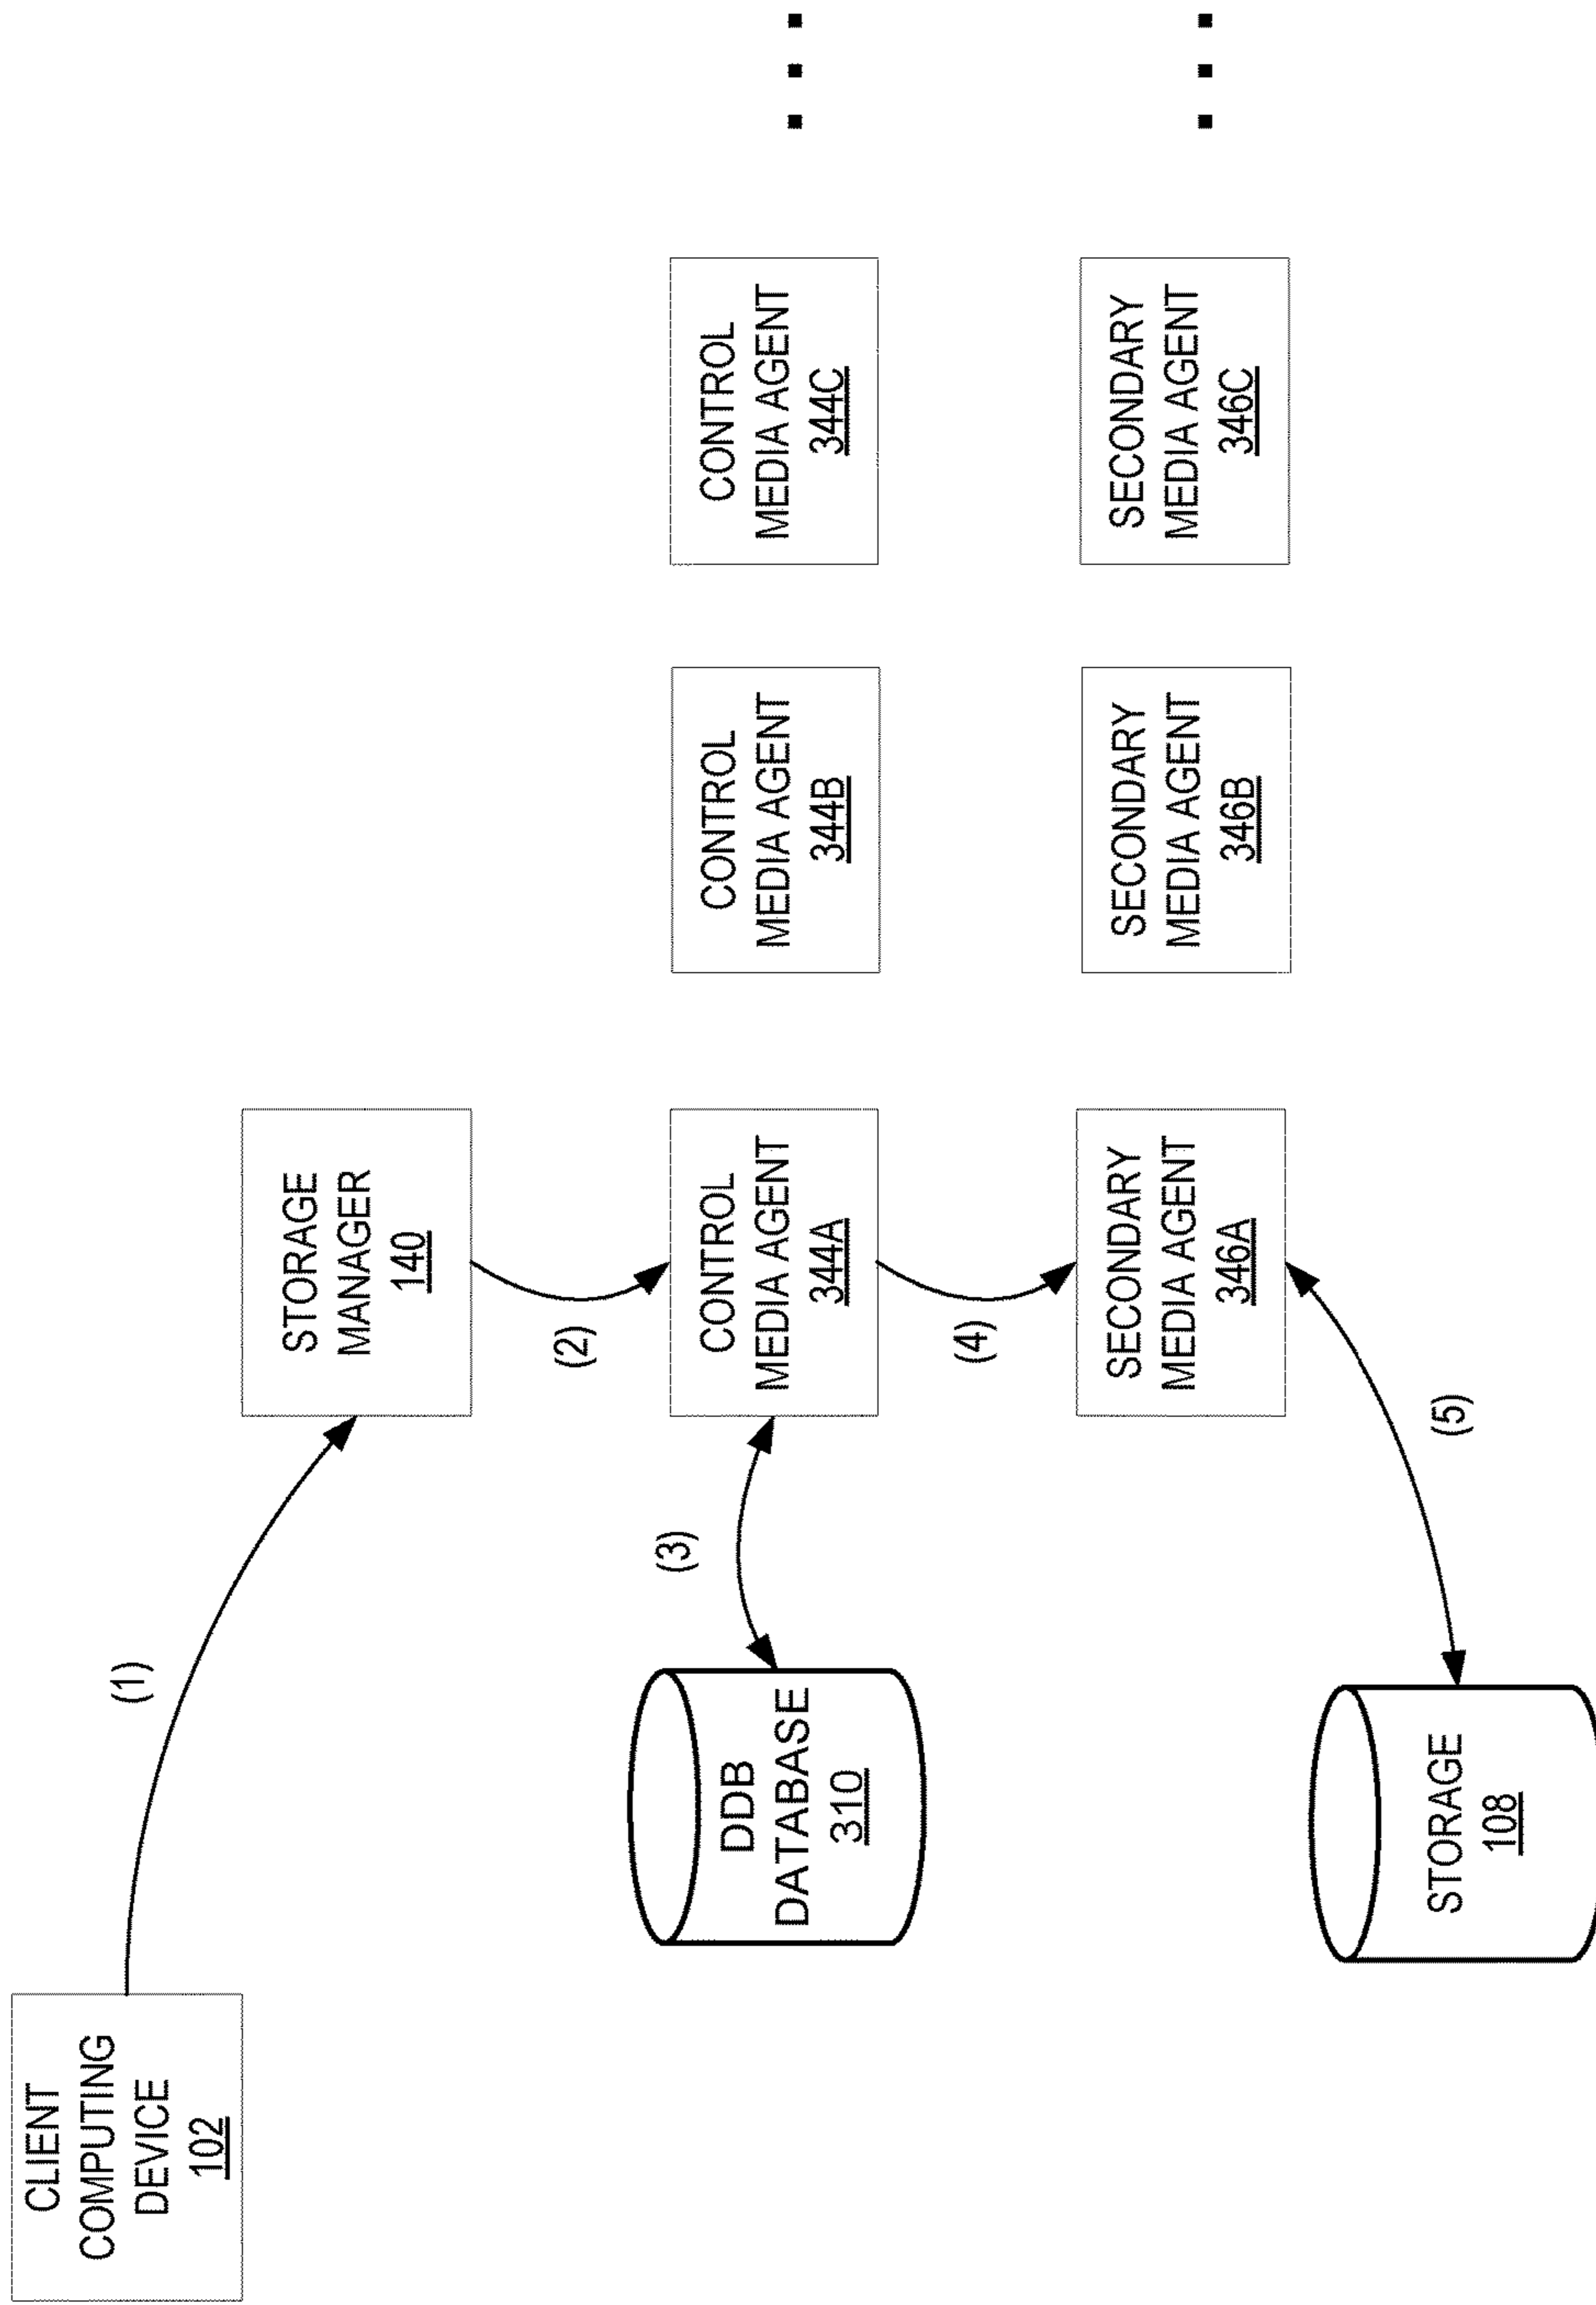 CLIENT
COMPUTING
DEVICE
102
(1)
STORAGE
MANAGER
140
(2)
DDB
DATABASE
310
(3)
CONTROL
MEDIA AGENT
344A
CONTROL
MEDIA AGENT
344B
CONTROL
MEDIA AGENT
344C
(4)
SECONDARY
MEDIA AGENT
346A
SECONDARY
MEDIA AGENT
346B
SECONDARY
MEDIA AGENT
346C
(5)
STORAGE
108